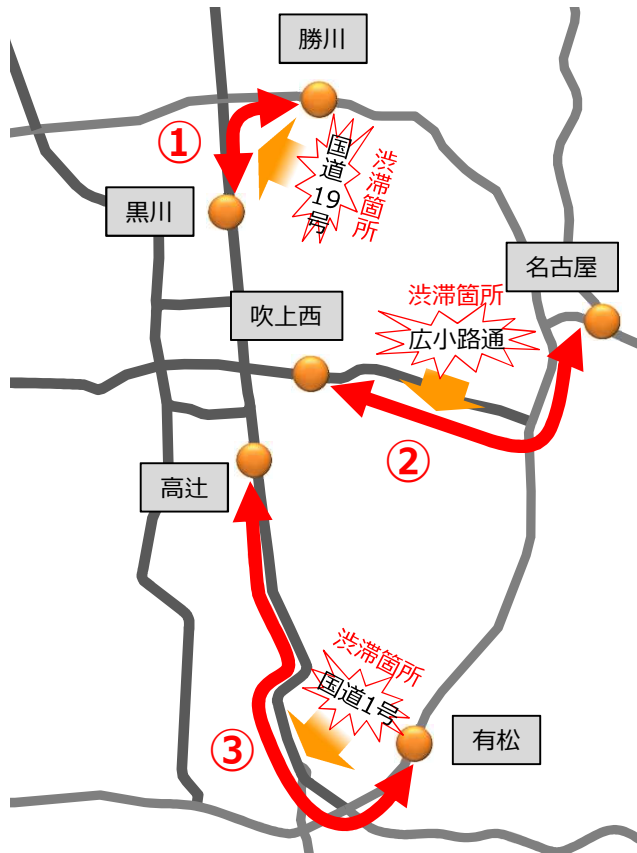 勝川
①
国道19号
渋滞箇所
黒川
名古屋
渋滞箇所
吹上西
広小路通
②
高辻
渋滞箇所
国道1号
③
有松